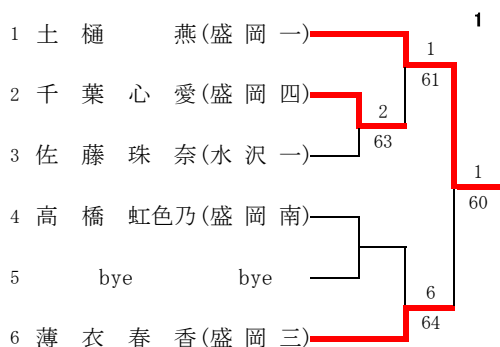 1
1 土樋 燕(盛岡一)
1
61
2 千葉心愛(盛岡四)
2
63
3 佐藤珠奈(水沢一)
1
60
4 高橋虹色乃(盛岡南)
5 bye bye
6
64
6 薄衣春香(盛岡三)